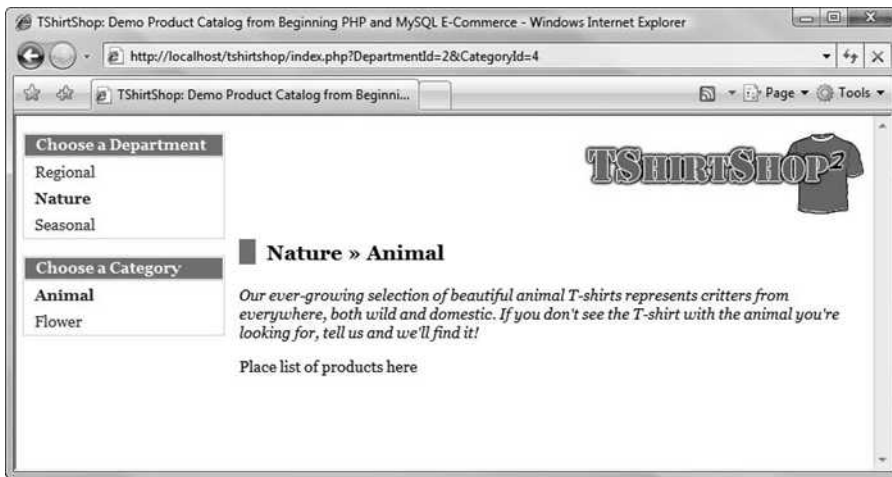 TShirtShop: Demo Product Catalog from Beginning PHP and MySQL E-Commerce - Windows Internet Explorer
http://localhost/tshirtshop/index.php?DepartmentId=2&CategoryId=4
TShirtShop: Demo Product Catalog from Beginni...
Page
Tools
Choose a Department
Regional
Nature
Seasonal
Choose a Category
Animal
Flower
TShirtShop²
Nature » Animal
Our ever-growing selection of beautiful animal T-shirts represents critters from
everywhere, both wild and domestic. If you don't see the T-shirt with the animal you're
looking for, tell us and we'll find it!
Place list of products here